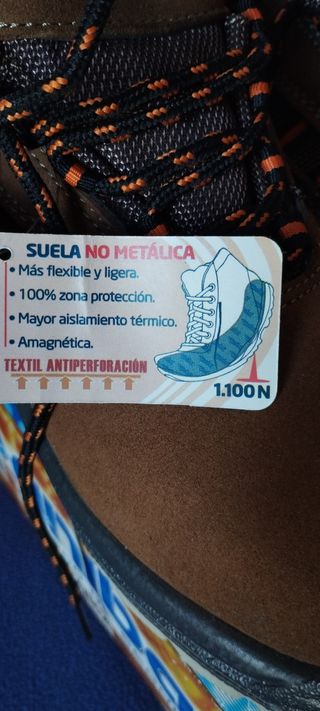 SUELA NO METÁLICA
• Más flexible y ligera.
• 100% zona protección.
• Mayor aislamiento térmico.
• Amagnética.
TEXTIL ANTIPERFORACIÓN
1.100 N